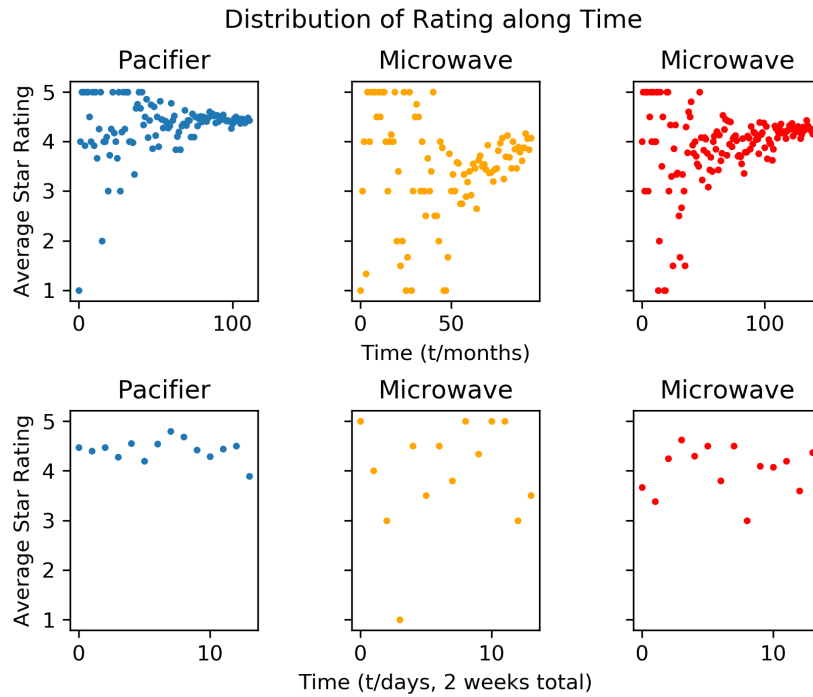 Distribution of Rating along Time
Pacifier Microwave Microwave
Average Star Rating
5
4
3
2
1
0 100 0 50 0 100
Time (t/months)
Pacifier Microwave Microwave
Average Star Rating
5
4
3
2
1
0 10 0 10 0 10
Time (t/days, 2 weeks total)